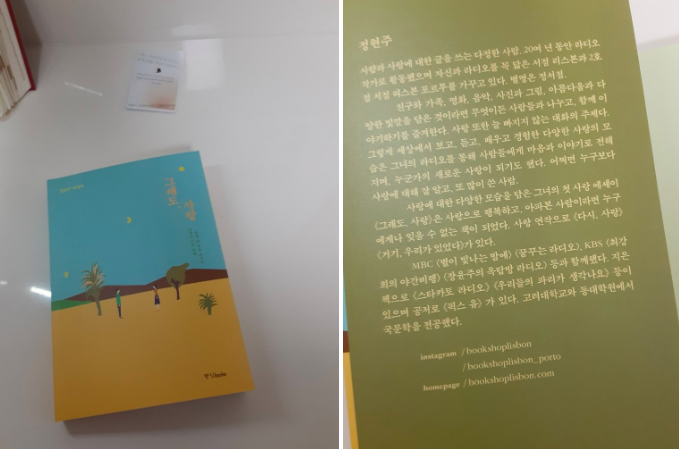 그래도,
사랑
정현주
사람과 사랑에 대한 글을 쓰는 다정한 사람. 20여 년 동안 라디오
작가로 활동했으며 자신과 라디오를 꼭 닮은 서점 리스본과 2호
점 서점 리스본 포르투를 가꾸고 있다. 별명은 정서점.
친구와 가족, 영화, 음악, 사진과 그림, 아름다움과 다
양한 빛깔을 담은 것이라면 무엇이든 사람들과 나누고, 함께 이
야기하기를 즐겨한다. 사랑 또한 늘 빠지지 않는 대화의 주제다.
그렇게 세상에서 보고, 듣고, 배우고 경험한 다양한 사랑의 모
습은 그녀의 라디오를 통해 사람들에게 마음과 이야기로 전해
지며, 누군가의 새로운 사랑이 되기도 했다. 어쩌면 누구보다
사랑에 대해 잘 알고, 또 많이 쓴 사람.
사랑에 대한 다양한 모습을 담은 그녀의 첫 사랑 에세이
《그래도, 사랑》은 사랑으로 행복하고, 아파본 사람이라면 누구
에게나 잊을 수 없는 책이 되었다. 사랑 연작으로 《다시, 사랑》
《거기, 우리가 있었다》가 있다.
MBC 〈별이 빛나는 밤에〉 〈꿈꾸는 라디오〉, KBS 〈최강
희의 야간비행〉 〈장윤주의 옥탑방 라디오〉 등과 함께했다. 지은
책으로 《스타카토 라디오》 《우리들의 파리가 생각나요》 등이
있으며 공저로 《픽스 윰》가 있다. 고려대학교와 동대학원에서
국문학을 전공했다.
instagram /bookshoplisbon
/bookshoplisbon_porto
homepage /bookshoplisbon.com